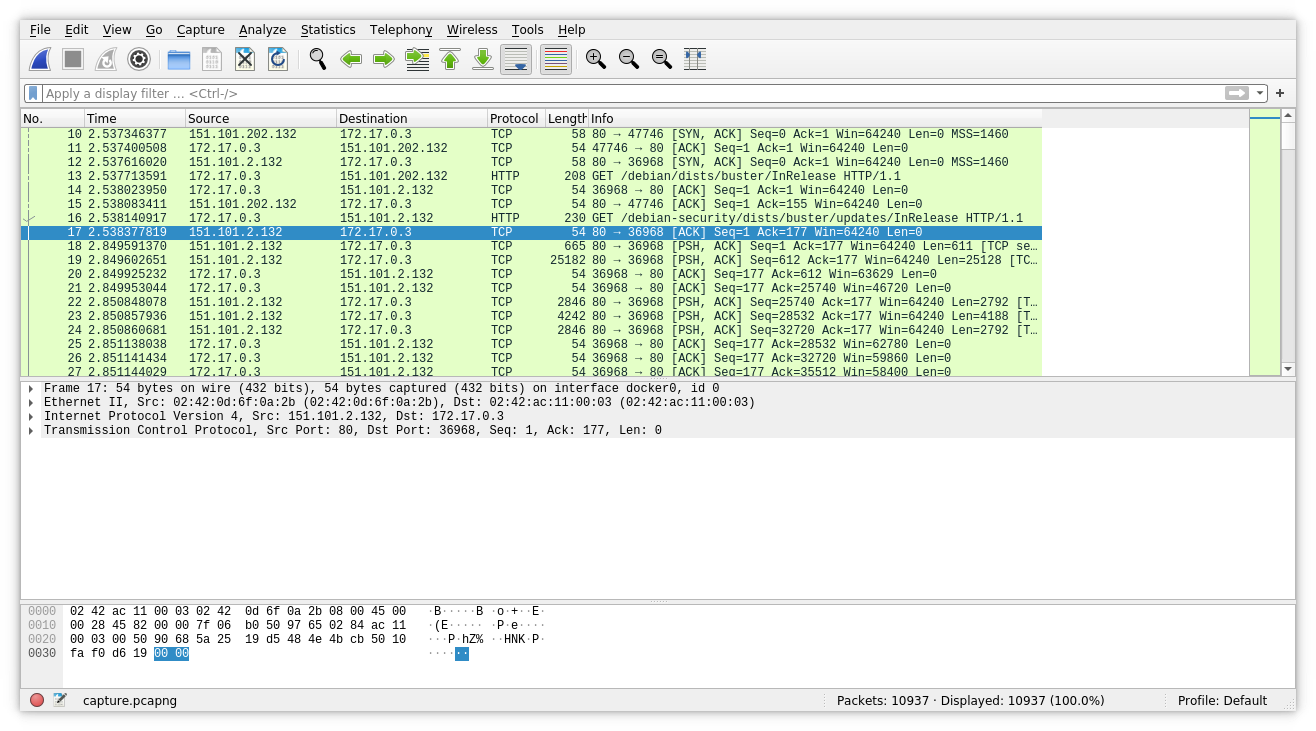 File Edit View Go Capture Analyze Statistics Telephony Wireless Tools Help
Apply a display filter … <Ctrl-/>
No. Time Source Destination Protocol Length Info
10 2.537346377 151.101.202.132 172.17.0.3 TCP 58 80 → 47746 [SYN, ACK] Seq=0 Ack=1 Win=64240 Len=0 MSS=1460
11 2.537400508 172.17.0.3 151.101.202.132 TCP 54 47746 → 80 [ACK] Seq=1 Ack=1 Win=64240 Len=0
12 2.537616020 151.101.2.132 172.17.0.3 TCP 58 80 → 36968 [SYN, ACK] Seq=0 Ack=1 Win=64240 Len=0 MSS=1460
13 2.537713591 172.17.0.3 151.101.202.132 HTTP 208 GET /debian/dists/buster/InRelease HTTP/1.1
14 2.538023950 172.17.0.3 151.101.2.132 TCP 54 36968 → 80 [ACK] Seq=1 Ack=1 Win=64240 Len=0
15 2.538083411 151.101.202.132 172.17.0.3 TCP 54 80 → 47746 [ACK] Seq=1 Ack=155 Win=64240 Len=0
16 2.538140917 172.17.0.3 151.101.2.132 HTTP 230 GET /debian-security/dists/buster/updates/InRelease HTTP/1.1
17 2.538377819 151.101.2.132 172.17.0.3 TCP 54 80 → 36968 [ACK] Seq=1 Ack=177 Win=64240 Len=0
18 2.849591370 151.101.2.132 172.17.0.3 TCP 665 80 → 36968 [PSH, ACK] Seq=1 Ack=177 Win=64240 Len=611 [TCP se…
19 2.849602651 151.101.2.132 172.17.0.3 TCP 25182 80 → 36968 [PSH, ACK] Seq=612 Ack=177 Win=64240 Len=25128 [TC…
20 2.849925232 172.17.0.3 151.101.2.132 TCP 54 36968 → 80 [ACK] Seq=177 Ack=612 Win=63629 Len=0
21 2.849953044 172.17.0.3 151.101.2.132 TCP 54 36968 → 80 [ACK] Seq=177 Ack=25740 Win=46720 Len=0
22 2.850848078 151.101.2.132 172.17.0.3 TCP 2846 80 → 36968 [PSH, ACK] Seq=25740 Ack=177 Win=64240 Len=2792 [T…
23 2.850857936 151.101.2.132 172.17.0.3 TCP 4242 80 → 36968 [PSH, ACK] Seq=28532 Ack=177 Win=64240 Len=4188 [T…
24 2.850860681 151.101.2.132 172.17.0.3 TCP 2846 80 → 36968 [PSH, ACK] Seq=32720 Ack=177 Win=64240 Len=2792 [T…
25 2.851138038 172.17.0.3 151.101.2.132 TCP 54 36968 → 80 [ACK] Seq=177 Ack=28532 Win=62780 Len=0
26 2.851141434 172.17.0.3 151.101.2.132 TCP 54 36968 → 80 [ACK] Seq=177 Ack=32720 Win=59860 Len=0
27 2.851144029 172.17.0.3 151.101.2.132 TCP 54 36968 → 80 [ACK] Seq=177 Ack=35512 Win=58400 Len=0
Frame 17: 54 bytes on wire (432 bits), 54 bytes captured (432 bits) on interface docker0, id 0
Ethernet II, Src: 02:42:0d:6f:0a:2b (02:42:0d:6f:0a:2b), Dst: 02:42:ac:11:00:03 (02:42:ac:11:00:03)
Internet Protocol Version 4, Src: 151.101.2.132, Dst: 172.17.0.3
Transmission Control Protocol, Src Port: 80, Dst Port: 36968, Seq: 1, Ack: 177, Len: 0
0000 02 42 ac 11 00 03 02 42 0d 6f 0a 2b 08 00 45 00 ·B·····B ·o·+··E·
0010 00 28 45 82 00 00 7f 06 b0 50 97 65 02 84 ac 11 ·(E····· ·P·e····
0020 00 03 00 50 90 68 5a 25 19 d5 48 4e 4b cb 50 10 ···P·hZ% ··HNK·P·
0030 fa f0 d6 19 00 00 ······
capture.pcapng Packets: 10937 · Displayed: 10937 (100.0%) Profile: Default